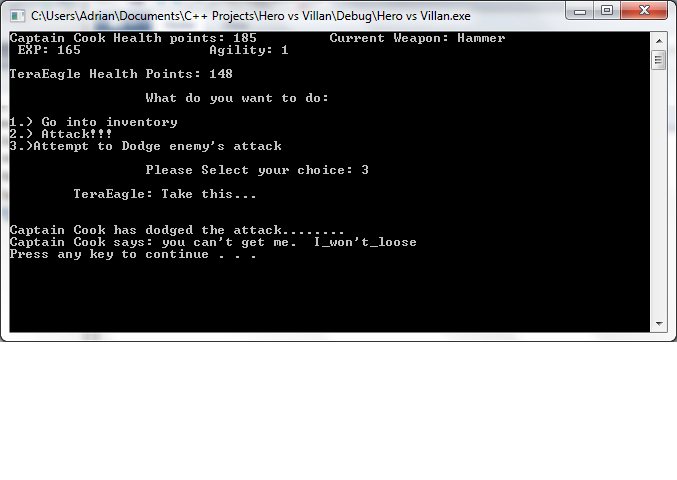 C:\Users\Adrian\Documents\C++ Projects\Hero vs Villan\Debug\Hero vs Villan.exe
Captain Cook Health points: 185 Current Weapon: Hammer
EXP: 165 Agility: 1
TeraEagle Health Points: 148
What do you want to do:
1.) Go into inventory
2.) Attack!!!
3.)Attempt to Dodge enemy's attack
Please Select your choice: 3
TeraEagle: Take this...
Captain Cook has dodged the attack........
Captain Cook says: you can't get me. I_won't_loose
Press any key to continue . . .